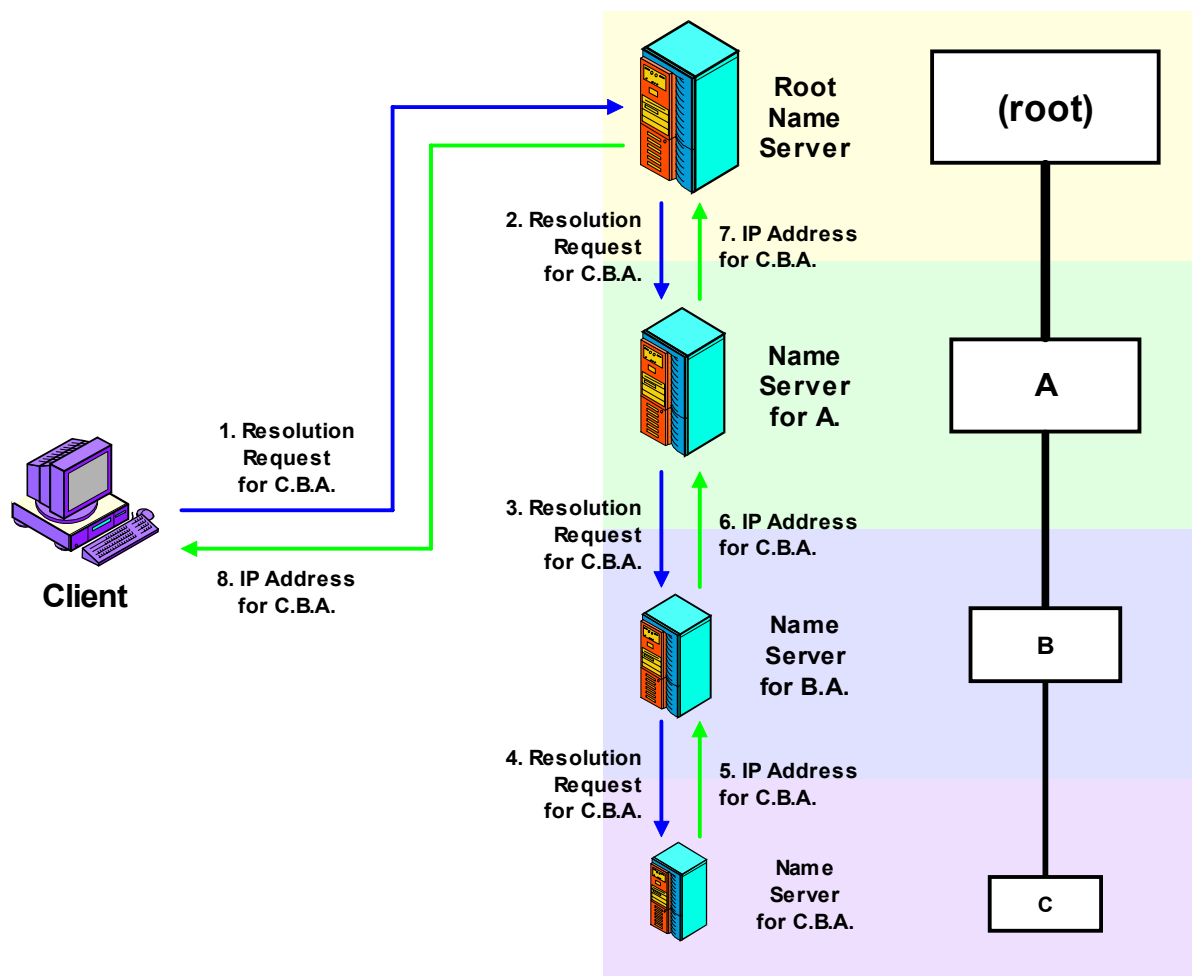 Root
Name
Server
(root)
2. Resolution
Request
for C.B.A.
7. IP Address
for C.B.A.
Name
Server
for A.
A
1. Resolution
Request
for C.B.A.
3. Resolution
Request
for C.B.A.
6. IP Address
for C.B.A.
Client
8. IP Address
for C.B.A.
Name
Server
for B.A.
B
4. Resolution
Request
for C.B.A.
5. IP Address
for C.B.A.
Name
Server
for C.B.A.
C